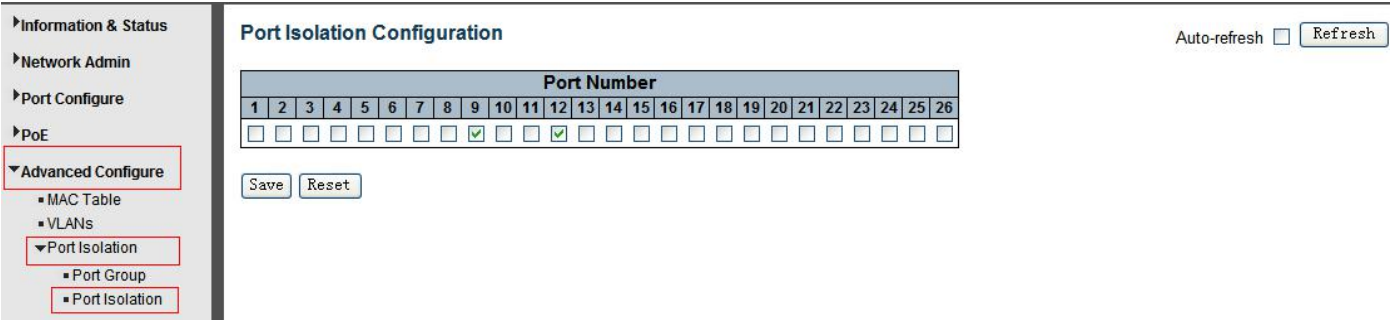 Information & Status
Network Admin
Port Configure
PoE
Advanced Configure
MAC Table
VLANs
Port Isolation
Port Group
Port Isolation
Port Isolation Configuration
Auto-refresh Refresh
Port Number
1 2 3 4 5 6 7 8 9 10 11 12 13 14 15 16 17 18 19 20 21 22 23 24 25 26
Save Reset